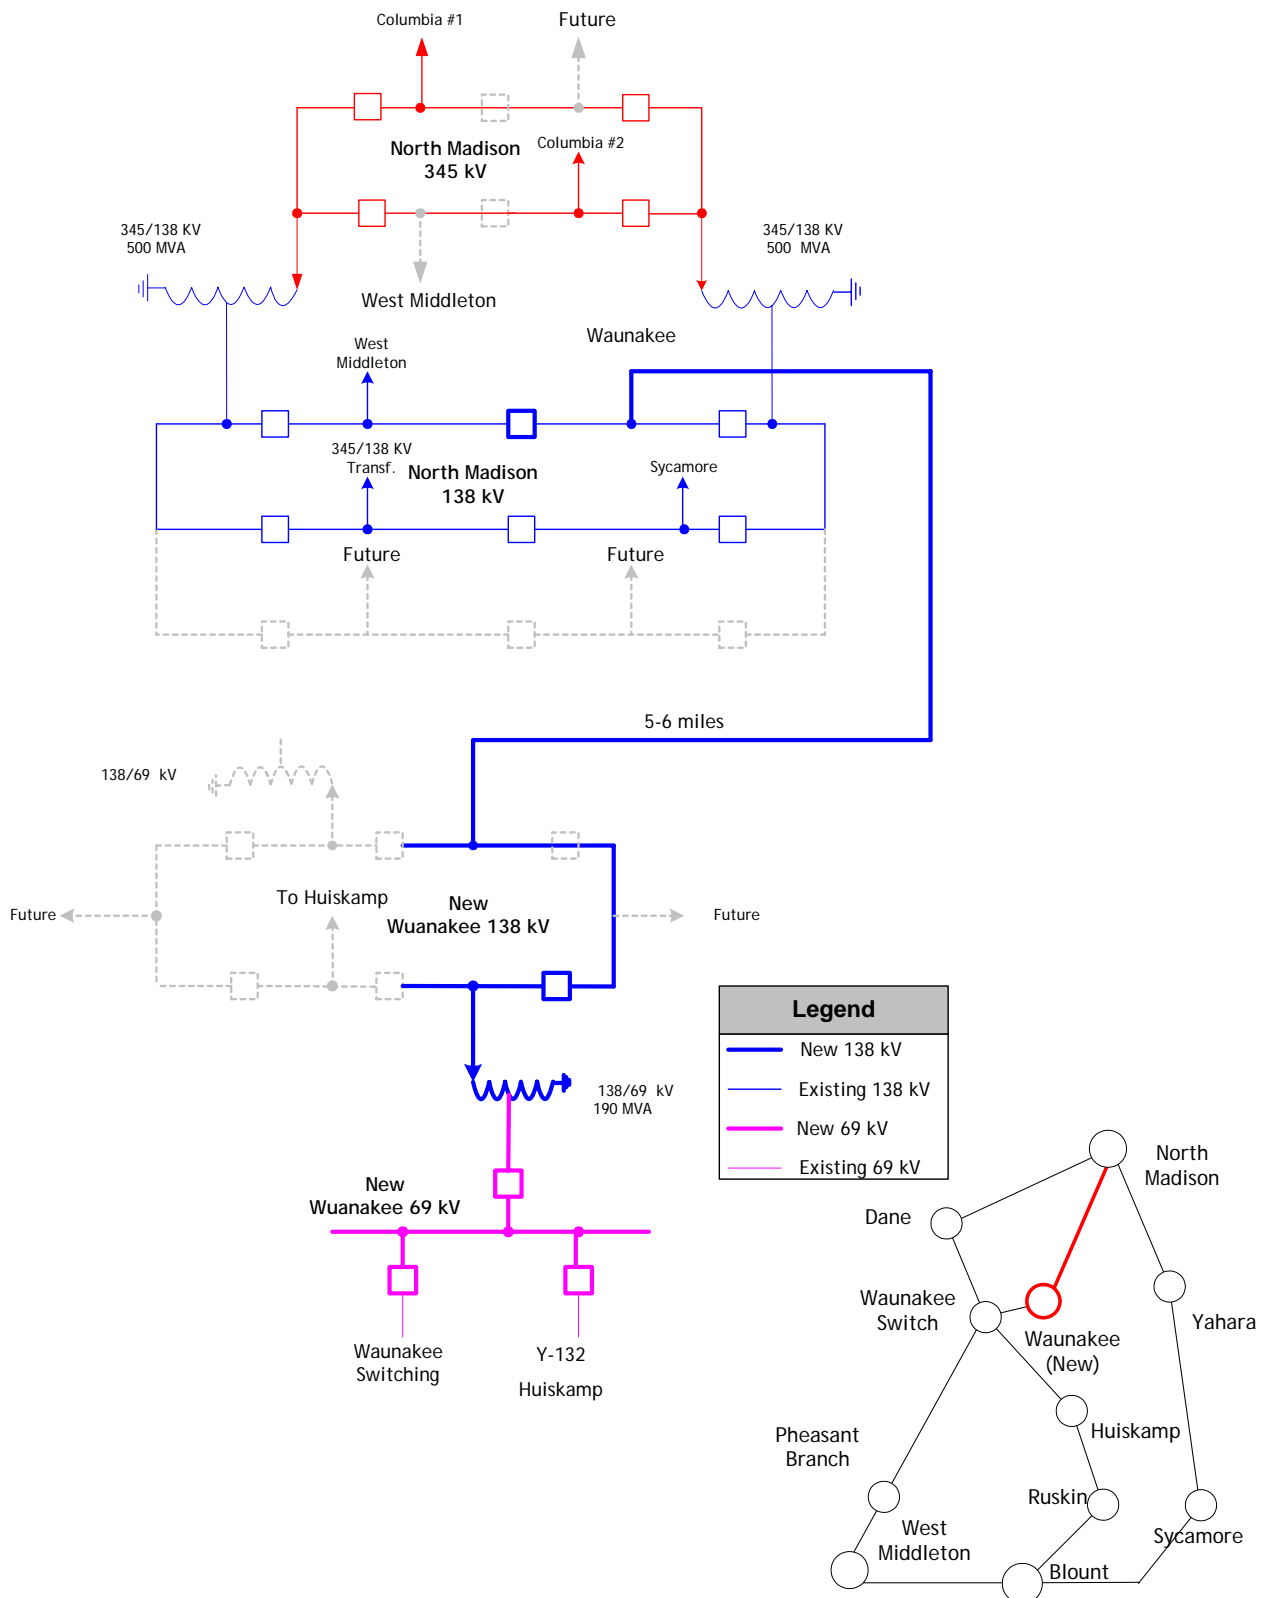 Columbia #1
Future
North Madison
345 kV
Columbia #2
345/138 KV
500 MVA
345/138 KV
500 MVA
West Middleton
Waunakee
West
Middleton
345/138 KV
Transf.
North Madison
138 kV
Sycamore
Future
Future
5-6 miles
138/69 kV
To Huiskamp
New
Wuanakee 138 kV
Future
Future
138/69 kV
190 MVA
New
Wuanakee 69 kV
Waunakee
Switching
Y-132
Huiskamp
Legend
New 138 kV
Existing 138 kV
New 69 kV
Existing 69 kV
North
Madison
Dane
Waunakee
Switch
Waunakee
(New)
Yahara
Huiskamp
Pheasant
Branch
Ruskin
West
Middleton
Sycamore
Blount